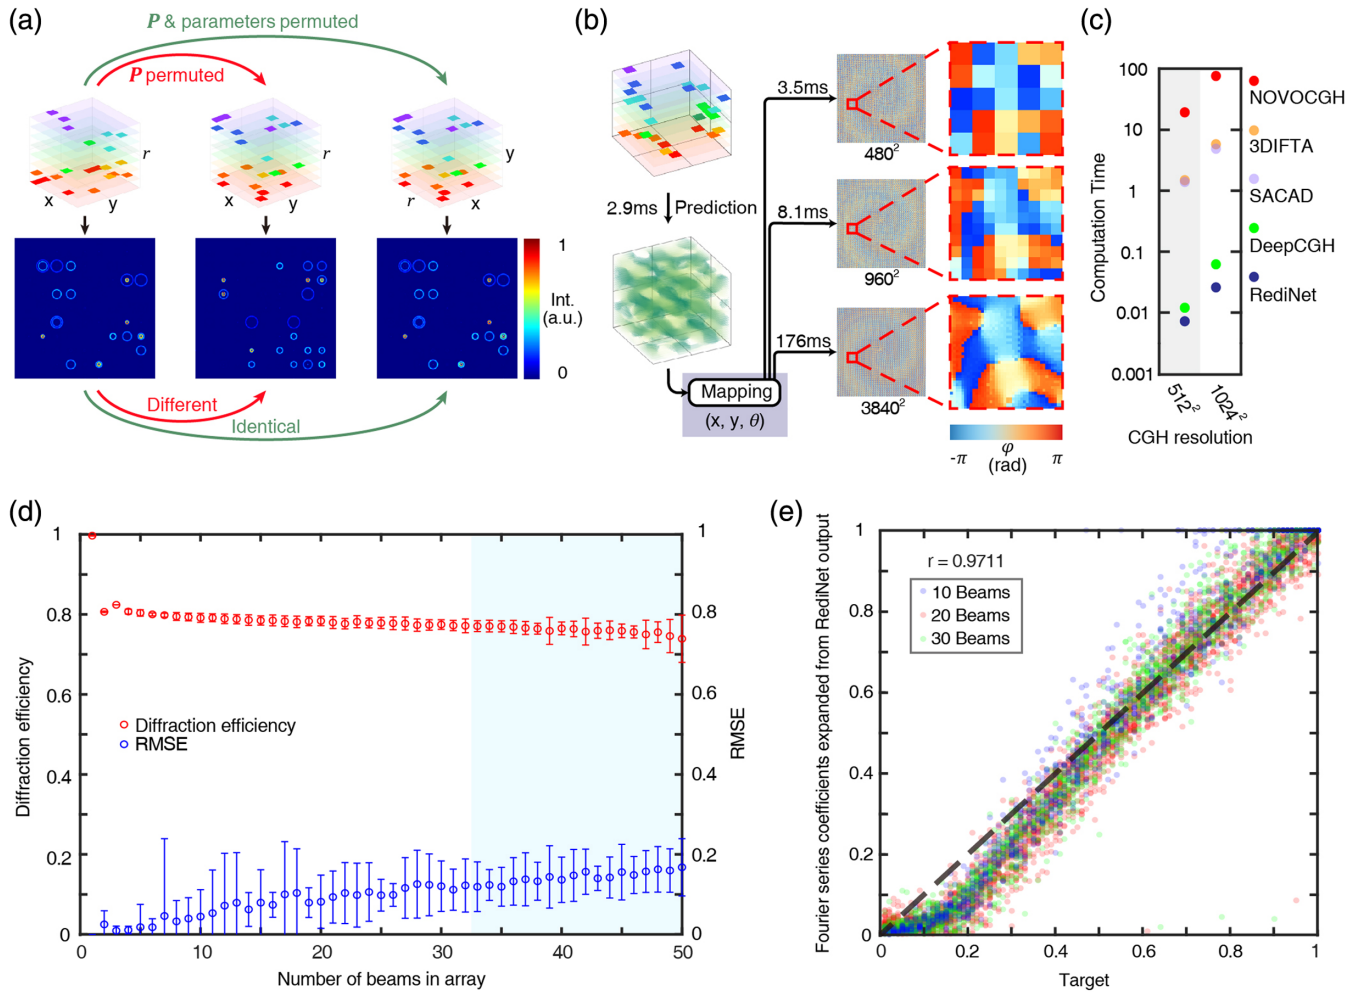 (a)
P & parameters permuted
P permuted
r
x
y
r
x
y
y
r
x
1
Int.
(a.u.)
0
Different
Identical
(b)
2.9ms
Prediction
Mapping
(x, y, θ)
3.5ms
480²
8.1ms
960²
176ms
3840²
-π
φ
(rad)
π
(c)
Computation Time
100
10
1
0.1
0.01
0.001
512²
1024²
CGH resolution
NOVOCGH
3DIFTA
SACAD
DeepCGH
RediNet
(d)
Diffraction efficiency
1
0.8
0.6
0.4
0.2
0
Diffraction efficiency
RMSE
0
10
20
30
40
50
Number of beams in array
1
0.8
0.6
0.4
0.2
0
RMSE
(e)
Fourier series coefficients expanded from RediNet output
1
0.8
0.6
0.4
0.2
0
r = 0.9711
10 Beams
20 Beams
30 Beams
0
0.2
0.4
0.6
0.8
1
Target